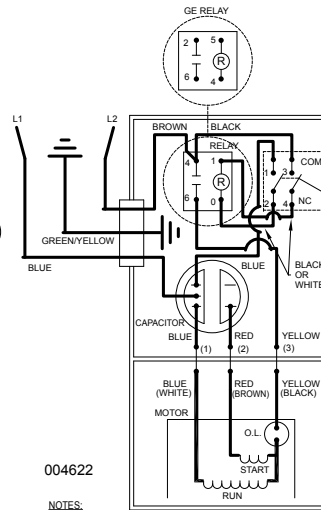 GE RELAY
2 5
R
6 4
L1 L2
BROWN BLACK
RELAY
COM
4 1
1 3
R
6 0
2 4 NC
GREEN/YELLOW
BLUE
BLUE
BLACK
OR
WHITE
CAPACITOR
BLUE RED YELLOW
(1) (2) (3)
BLUE RED YELLOW
(WHITE) (BROWN) (BLACK)
MOTOR
O.L.
START
RUN
004622
NOTES:
)